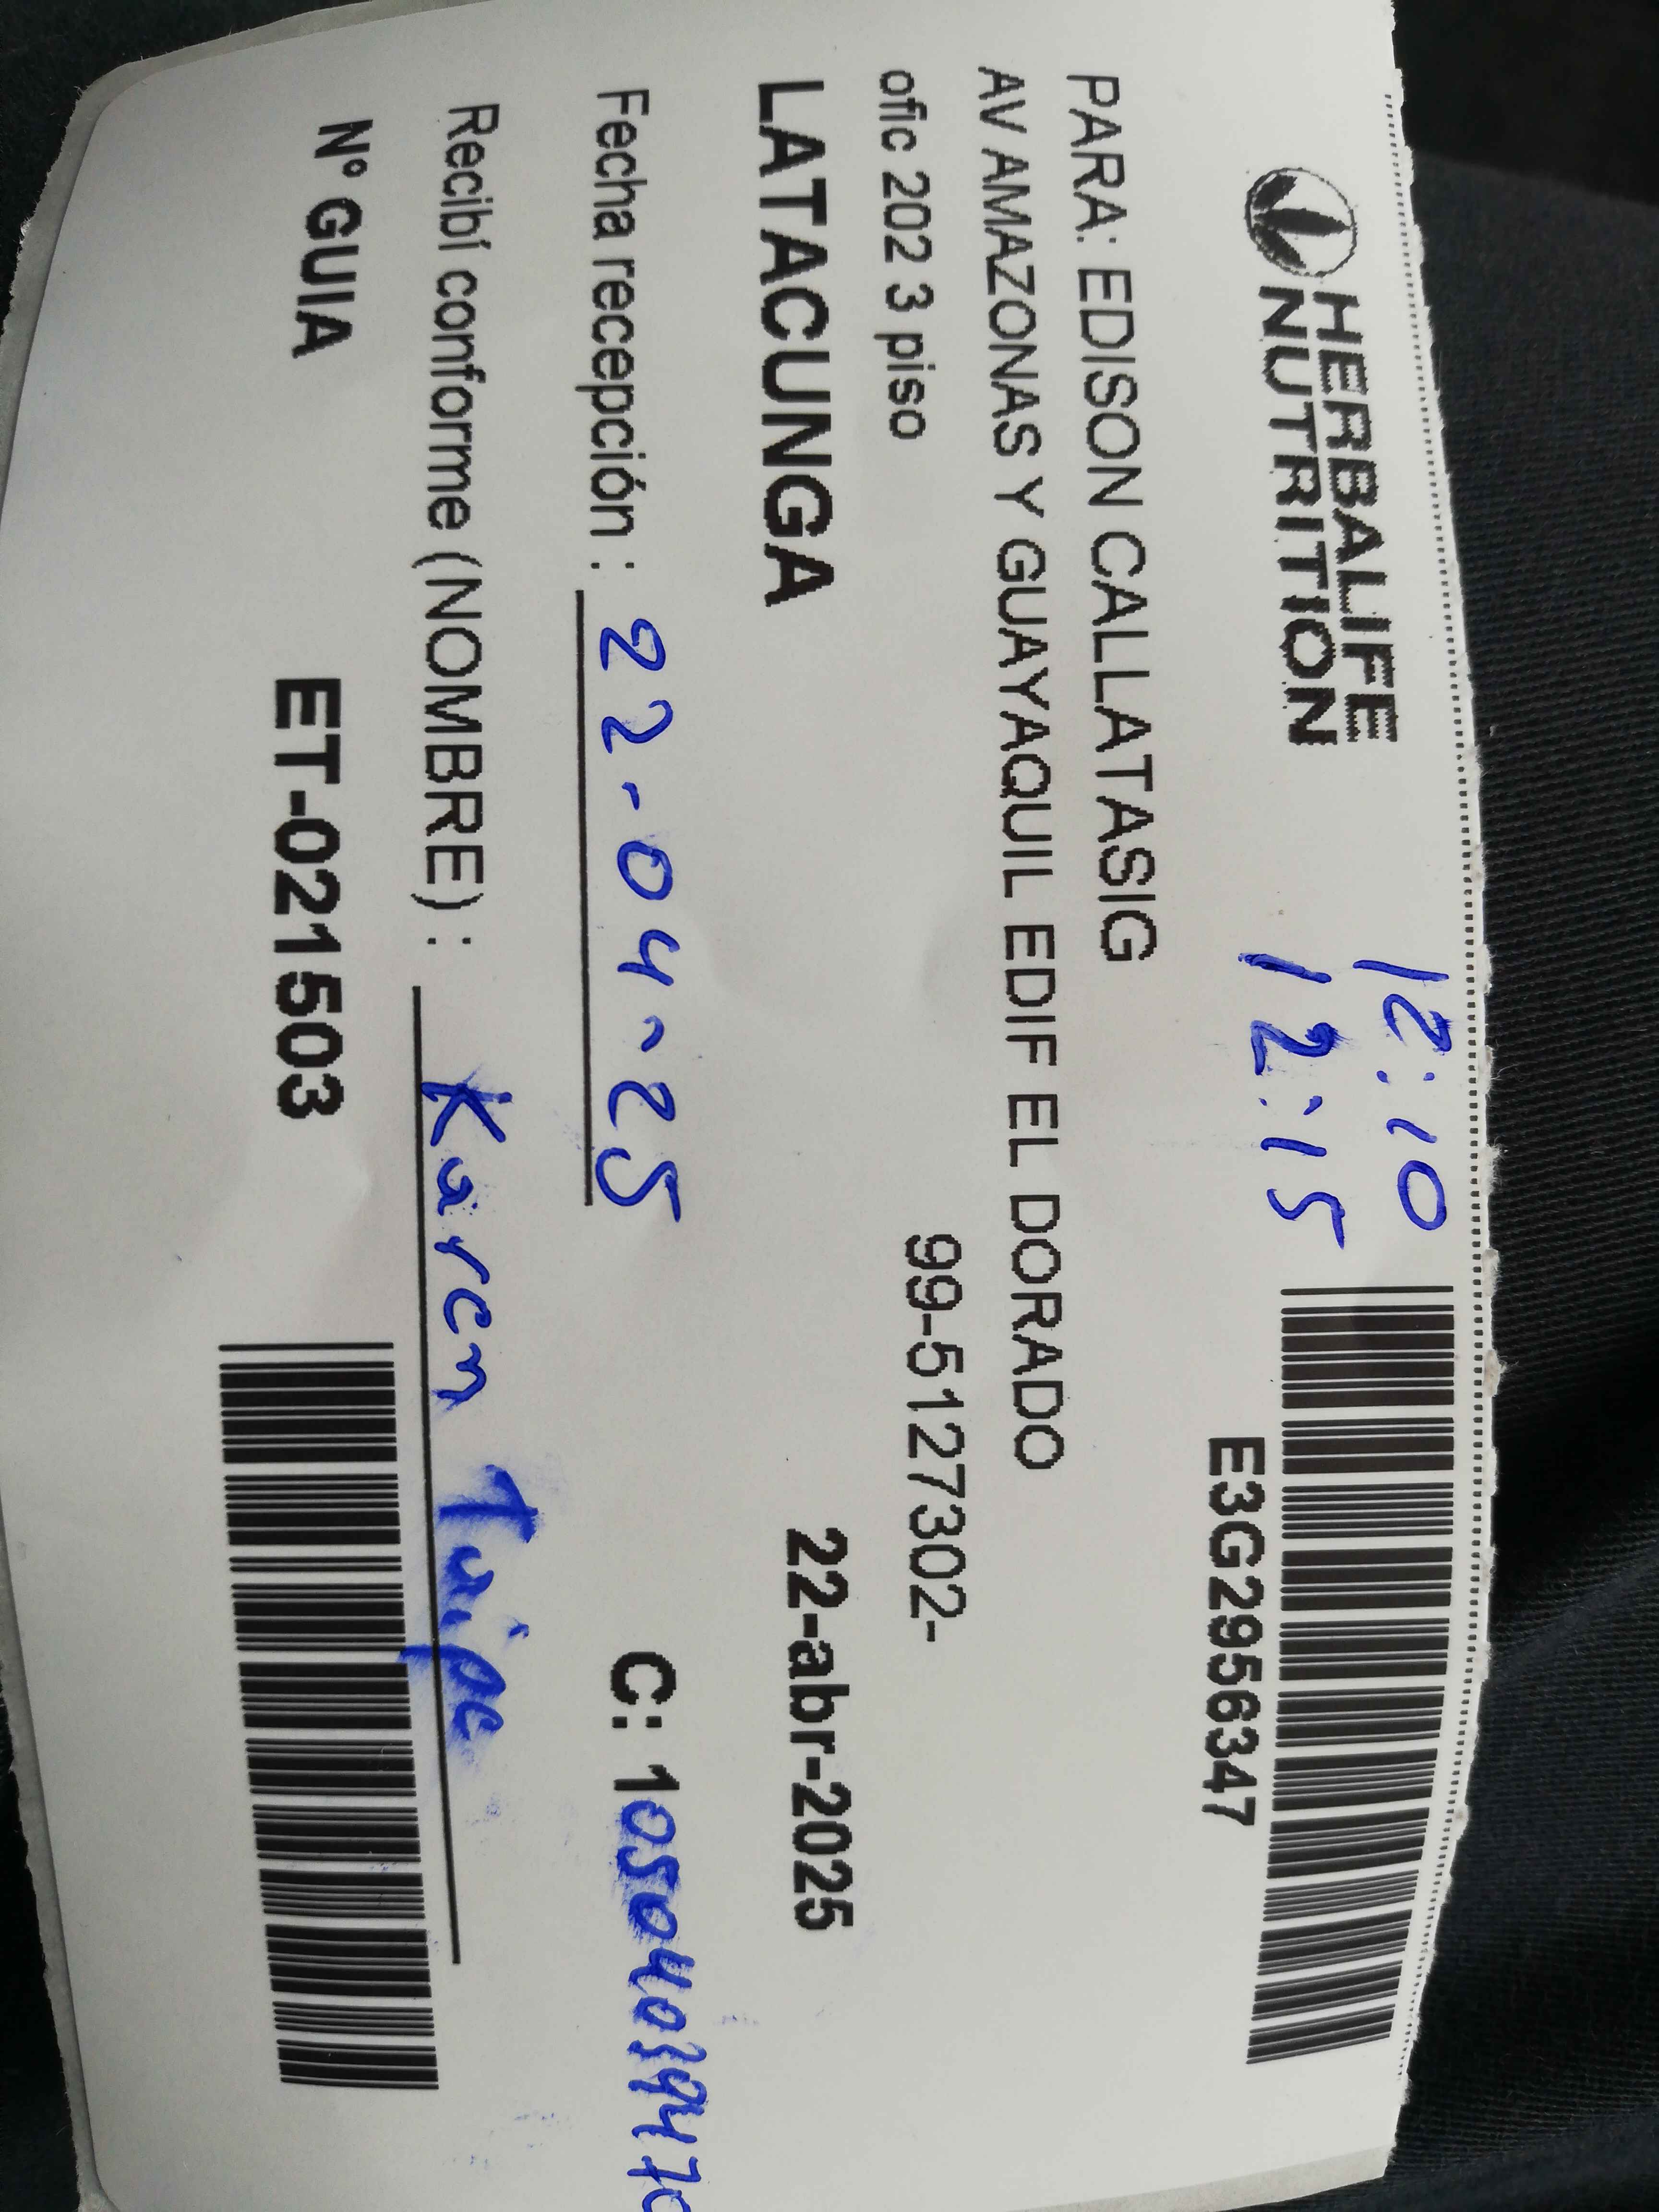 HERBALIFE
NUTRITION
12:10
12:15
E3G2956347
PARA: EDISON CALLATASIG
AV AMAZONAS Y GUAYAQUIL EDIF EL DORADO
ofic 202 3 piso
99-5127302-
LATACUNGA
22-abr-2025
Fecha recepción : 22-04-25
C: 1
Recibí conforme (NOMBRE) : Karen Taipe
Nº GUIA
ET-021503